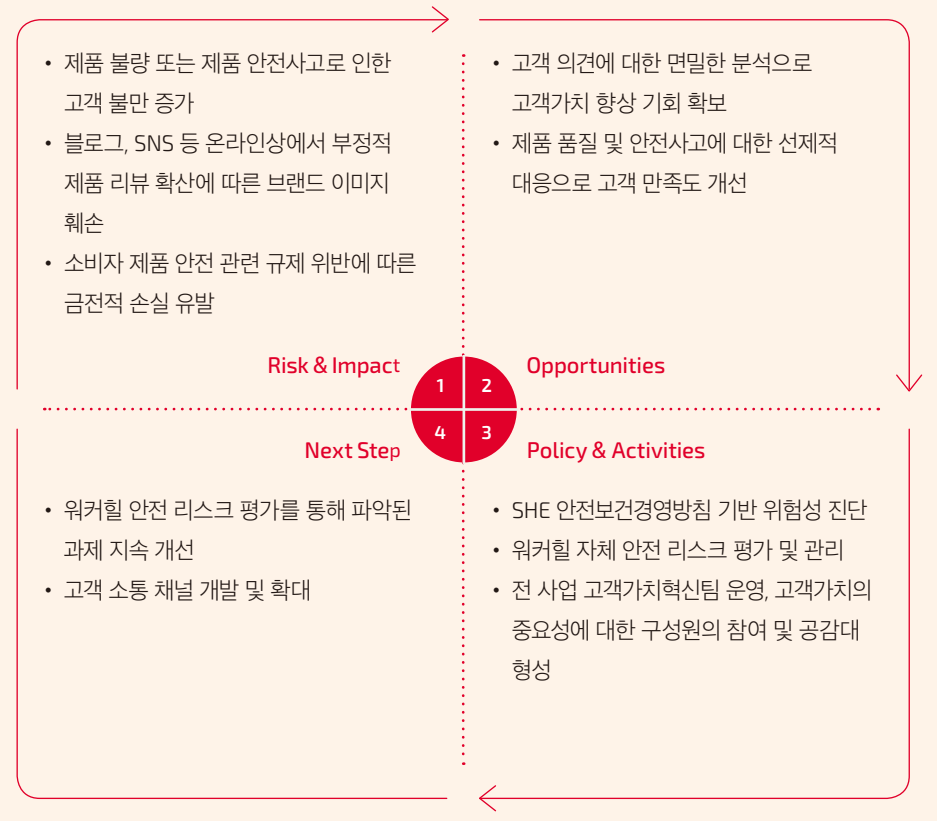 • 제품 불량 또는 제품 안전사고로 인한
고객 불만 증가
• 블로그, SNS 등 온라인상에서 부정적
제품 리뷰 확산에 따른 브랜드 이미지
훼손
• 소비자 제품 안전 관련 규제 위반에 따른
금전적 손실 유발
Risk & Impact
1
• 고객 의견에 대한 면밀한 분석으로
고객가치 향상 기회 확보
• 제품 품질 및 안전사고에 대한 선제적
대응으로 고객 만족도 개선
2
Opportunities
3
Policy & Activities
• SHE 안전보건경영방침 기반 위험성 진단
• 워커힐 자체 안전 리스크 평가 및 관리
• 전 사업 고객가치혁신팀 운영, 고객가치의
중요성에 대한 구성원의 참여 및 공감대
형성
4
Next Step
• 워커힐 안전 리스크 평가를 통해 파악된
과제 지속 개선
• 고객 소통 채널 개발 및 확대